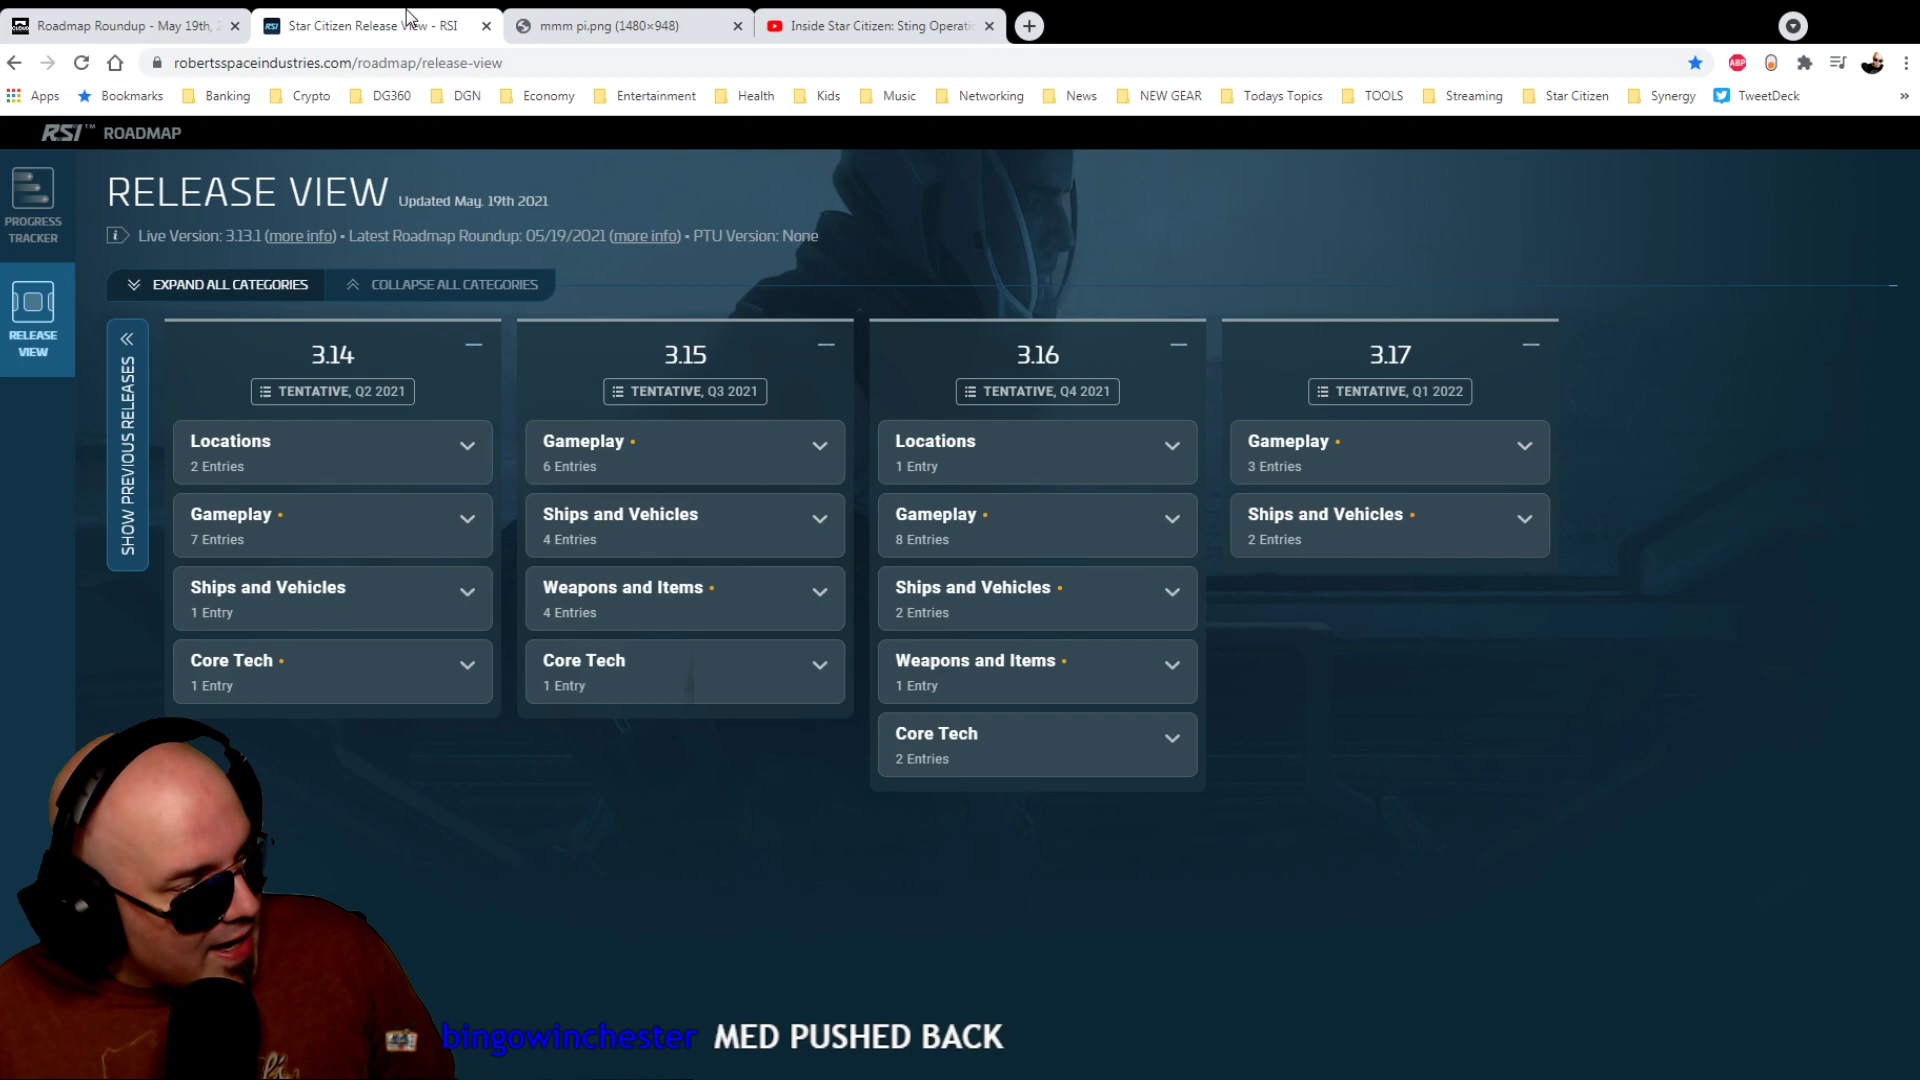 Roadmap Roundup - May 19th, 2
Star Citizen Release View - RSI
mmm pi.png (1480×948)
Inside Star Citizen: Sting Operati
robertsspaceindustries.com/roadmap/release-view
ABP
Apps
Bookmarks
Banking
Crypto
DG360
DGN
Economy
Entertainment
Health
Kids
Music
Networking
News
NEW GEAR
Todays Topics
TOOLS
Streaming
Star Citizen
Synergy
TweetDeck
»
RSI™ ROADMAP
PROGRESS TRACKER
RELEASE VIEW
RELEASE VIEW Updated May. 19th 2021
Live Version: 3.13.1 (more info) • Latest Roadmap Roundup: 05/19/2021 (more info) • PTU Version: None
EXPAND ALL CATEGORIES
COLLAPSE ALL CATEGORIES
SHOW PREVIOUS RELEASES
3.14
TENTATIVE, Q2 2021
Locations
2 Entries
Gameplay •
7 Entries
Ships and Vehicles
1 Entry
Core Tech •
1 Entry
3.15
TENTATIVE, Q3 2021
Gameplay •
6 Entries
Ships and Vehicles
4 Entries
Weapons and Items •
4 Entries
Core Tech
1 Entry
3.16
TENTATIVE, Q4 2021
Locations
1 Entry
Gameplay •
8 Entries
Ships and Vehicles •
2 Entries
Weapons and Items •
1 Entry
Core Tech
2 Entries
3.17
TENTATIVE, Q1 2022
Gameplay •
3 Entries
Ships and Vehicles •
2 Entries
bingowinchester MED PUSHED BACK